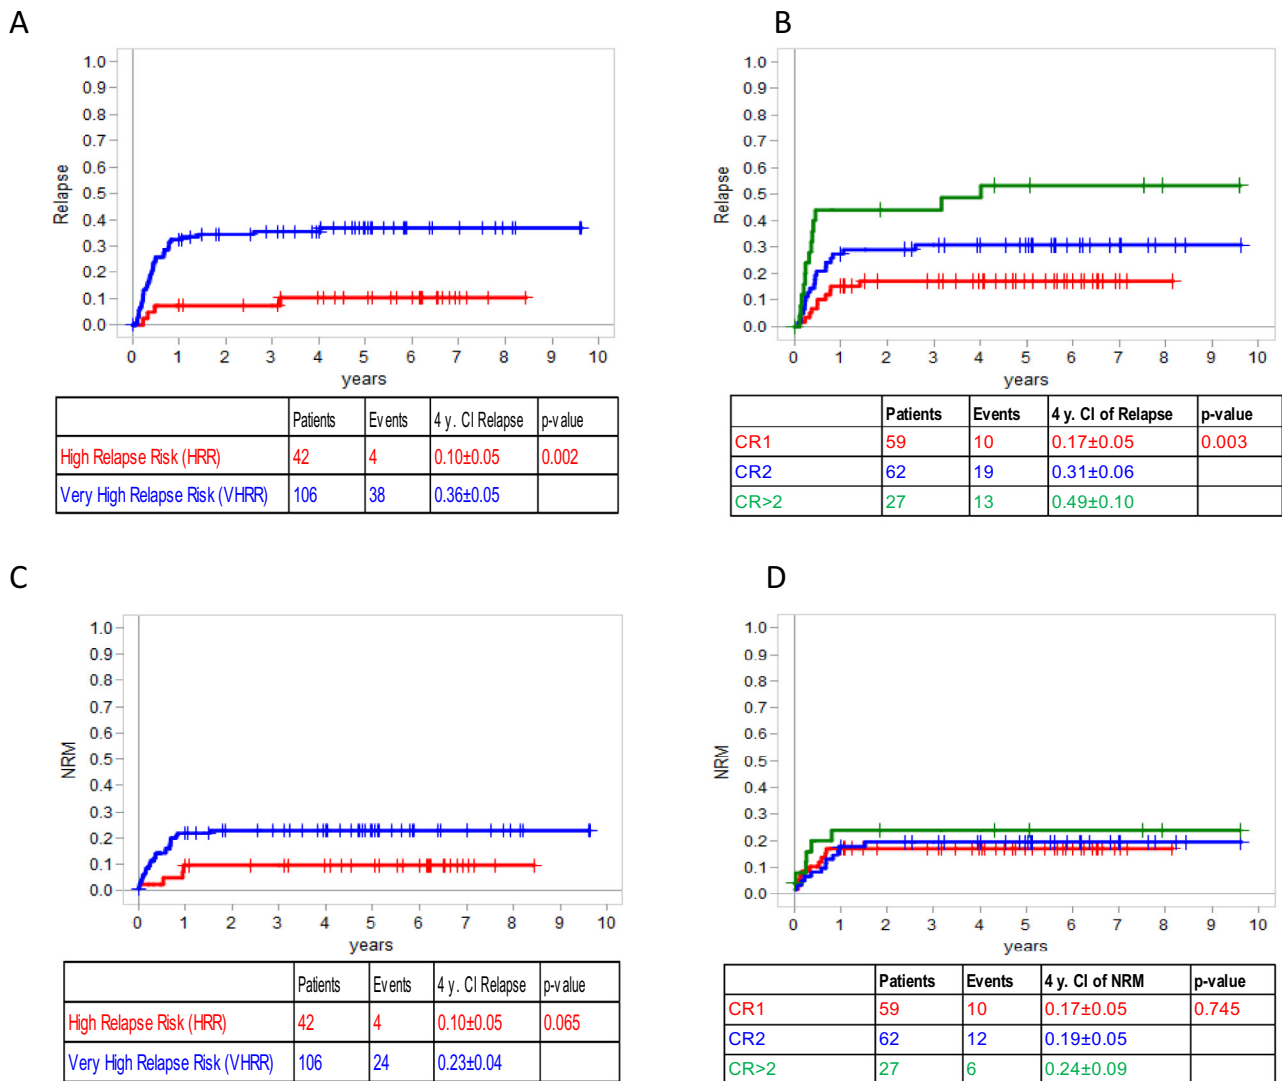 A
1.0
0.9
0.8
0.7
0.6
0.5
0.4
0.3
0.2
0.1
0.0
Relapse
0 1 2 3 4 5 6 7 8 9 10
years
Patients Events 4 y. CI Relapse p-value
High Relapse Risk (HRR) 42 4 0.10±0.05 0.002
Very High Relapse Risk (VHRR) 106 38 0.36±0.05
B
1.0
0.9
0.8
0.7
0.6
0.5
0.4
0.3
0.2
0.1
0.0
Relapse
0 1 2 3 4 5 6 7 8 9 10
years
Patients Events 4 y. CI of Relapse p-value
CR1 59 10 0.17±0.05 0.003
CR2 62 19 0.31±0.06
CR>2 27 13 0.49±0.10
C
1.0
0.9
0.8
0.7
0.6
0.5
0.4
0.3
0.2
0.1
0.0
NRM
0 1 2 3 4 5 6 7 8 9 10
years
Patients Events 4 y. CI Relapse p-value
High Relapse Risk (HRR) 42 4 0.10±0.05 0.065
Very High Relapse Risk (VHRR) 106 24 0.23±0.04
D
1.0
0.9
0.8
0.7
0.6
0.5
0.4
0.3
0.2
0.1
0.0
NRM
0 1 2 3 4 5 6 7 8 9 10
years
Patients Events 4 y. CI of NRM p-value
CR1 59 10 0.17±0.05 0.745
CR2 62 12 0.19±0.05
CR>2 27 6 0.24±0.09